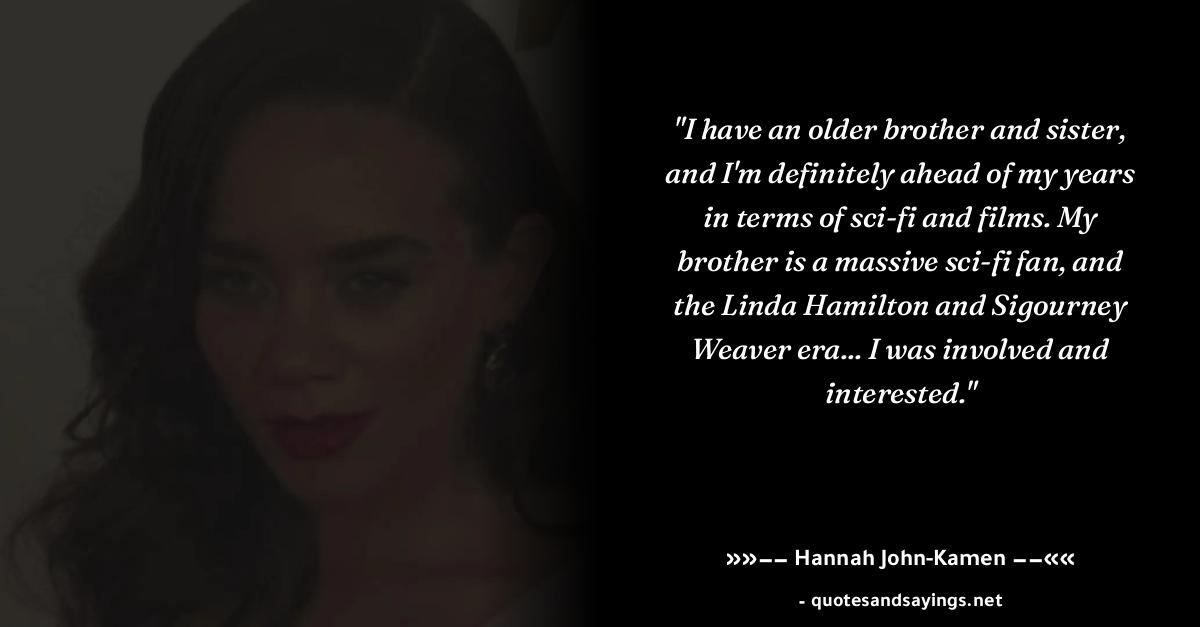 "I have an older brother and sister,
and I'm definitely ahead of my years
in terms of sci-fi and films. My
brother is a massive sci-fi fan, and
the Linda Hamilton and Sigourney
Weaver era... I was involved and
interested."
»»–– Hannah John-Kamen ––««
- quotesandsayings.net